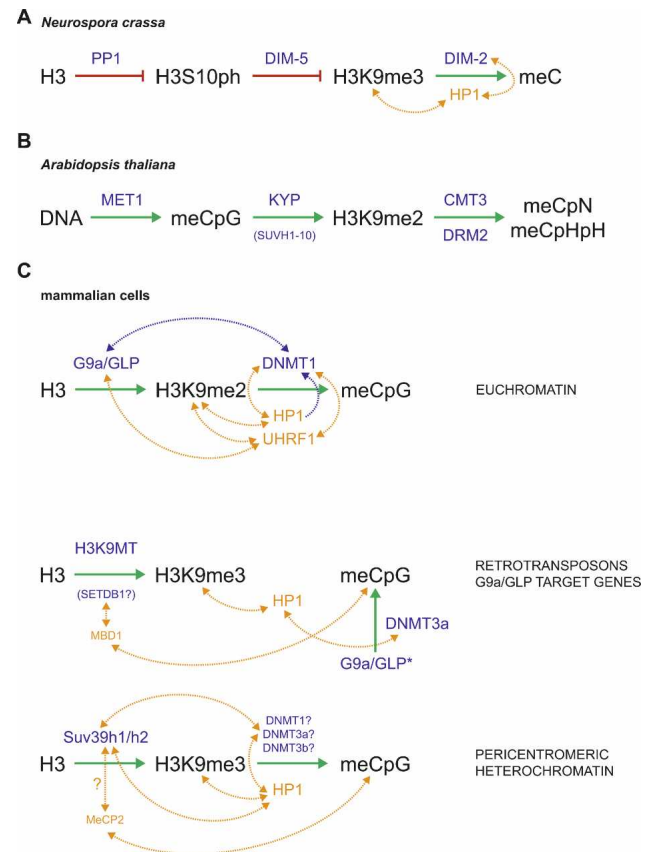 A
Neurospora crassa
PP1 DIM-5 DIM-2
H3 H3S10ph H3K9me3 meC
HP1
B
Arabidopsis thaliana
MET1 KYP CMT3
DNA meCpG H3K9me2 meCpN
(SUVH1-10) DRM2 meCpHpH
C
mammalian cells
G9a/GLP DNMT1
H3 H3K9me2 meCpG EUCHROMATIN
HP1
UHRF1
H3K9MT
H3 H3K9me3 meCpG RETROTRANSPOSONS
G9a/GLP TARGET GENES
(SETDB1?)
HP1
DNMT3a
MBD1
G9a/GLP*
DNMT1?
Suv39h1/h2 DNMT3a?
DNMT3b?
H3 H3K9me3 meCpG PERICENTROMERIC
HETEROCHROMATIN
?
HP1
MeCP2